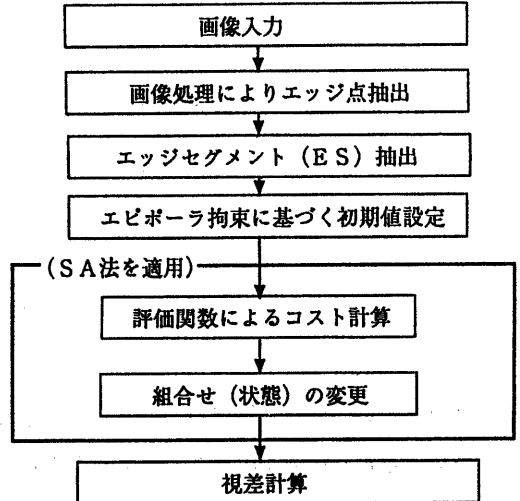 画像入力
画像処理によりエッジ点抽出
エッジセグメント（ＥＳ）抽出
エピポーラ拘束に基づく初期値設定
（ＳＡ法を適用）
評価関数によるコスト計算
組合せ（状態）の変更
視差計算